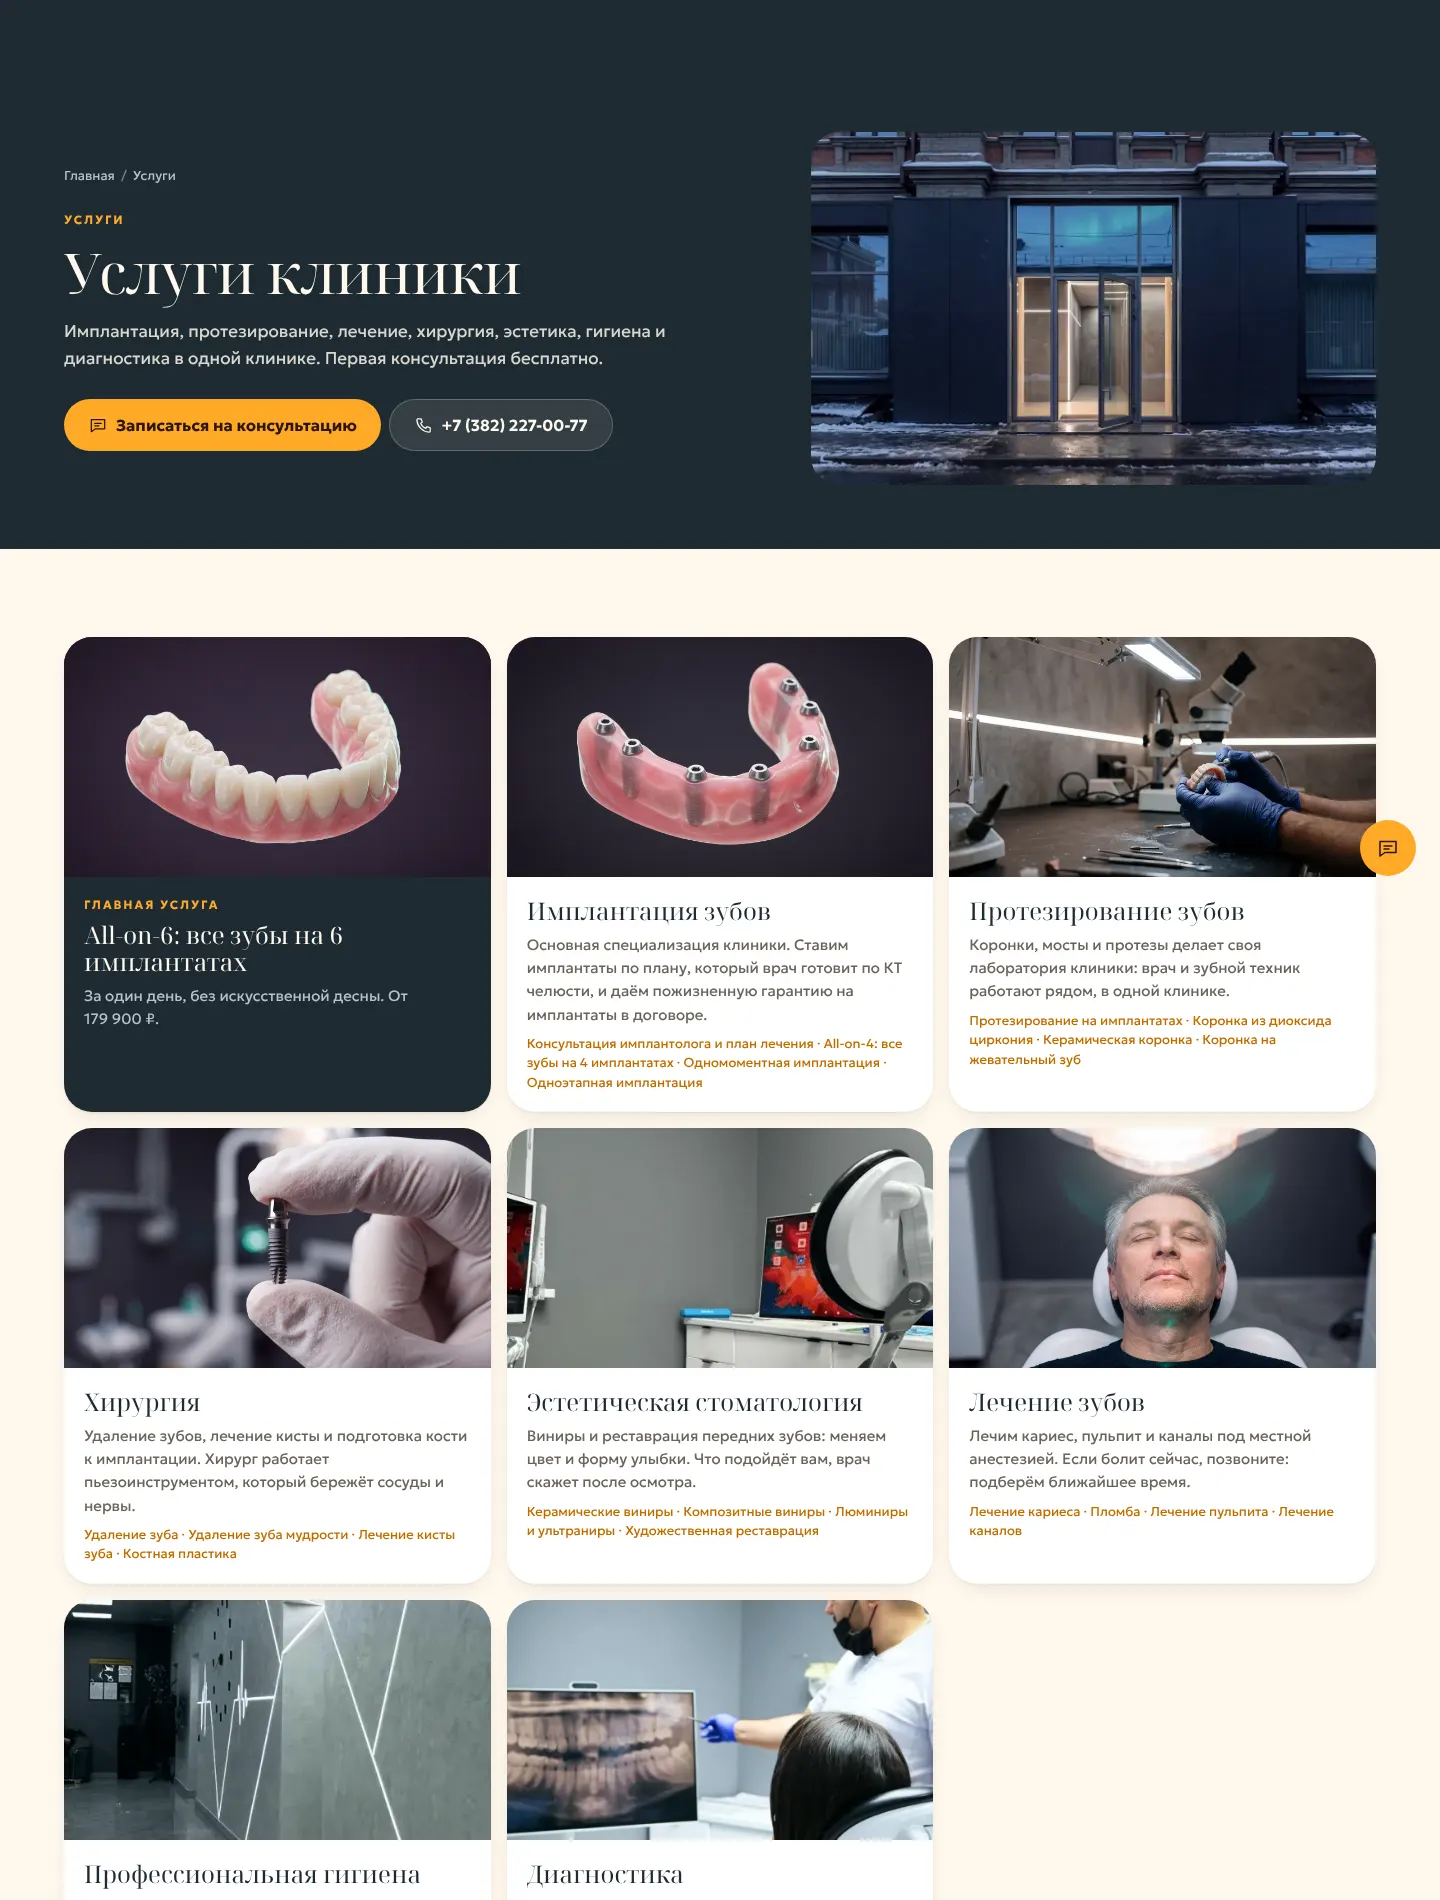 Главная / Услуги
УСЛУГИ
Услуги клиники
Имплантация, протезирование, лечение, хирургия, эстетика, гигиена и
диагностика в одной клинике. Первая консультация бесплатно.
Записаться на консультацию
+7 (382) 227-00-77
ГЛАВНАЯ УСЛУГА
All-on-6: все зубы на 6
имплантатах
За один день, без искусственной десны. От
179 900 ₽.
Имплантация зубов
Основная специализация клиники. Ставим
имплантаты по плану, который врач готовит по КТ
челюсти, и даём пожизненную гарантию на
имплантаты в договоре.
Консультация имплантолога и план лечения · All-on-4: все
зубы на 4 имплантатах · Одномоментная имплантация ·
Одноэтапная имплантация
Протезирование зубов
Коронки, мосты и протезы делает своя
лаборатория клиники: врач и зубной техник
работают рядом, в одной клинике.
Протезирование на имплантатах · Коронка из диоксида
циркония · Керамическая коронка · Коронка на
жевательный зуб
Хирургия
Удаление зубов, лечение кисты и подготовка кости
к имплантации. Хирург работает
пьезоинструментом, который бережёт сосуды и
нервы.
Удаление зуба · Удаление зуба мудрости · Лечение кисты
зуба · Костная пластика
Эстетическая стоматология
Виниры и реставрация передних зубов: меняем
цвет и форму улыбки. Что подойдёт вам, врач
скажет после осмотра.
Керамические виниры · Композитные виниры · Люминиры
и ультраниры · Художественная реставрация
Лечение зубов
Лечим кариес, пульпит и каналы под местной
анестезией. Если болит сейчас, позвоните:
подберём ближайшее время.
Лечение кариеса · Пломба · Лечение пульпита · Лечение
каналов
Профессиональная гигиена
Диагностика